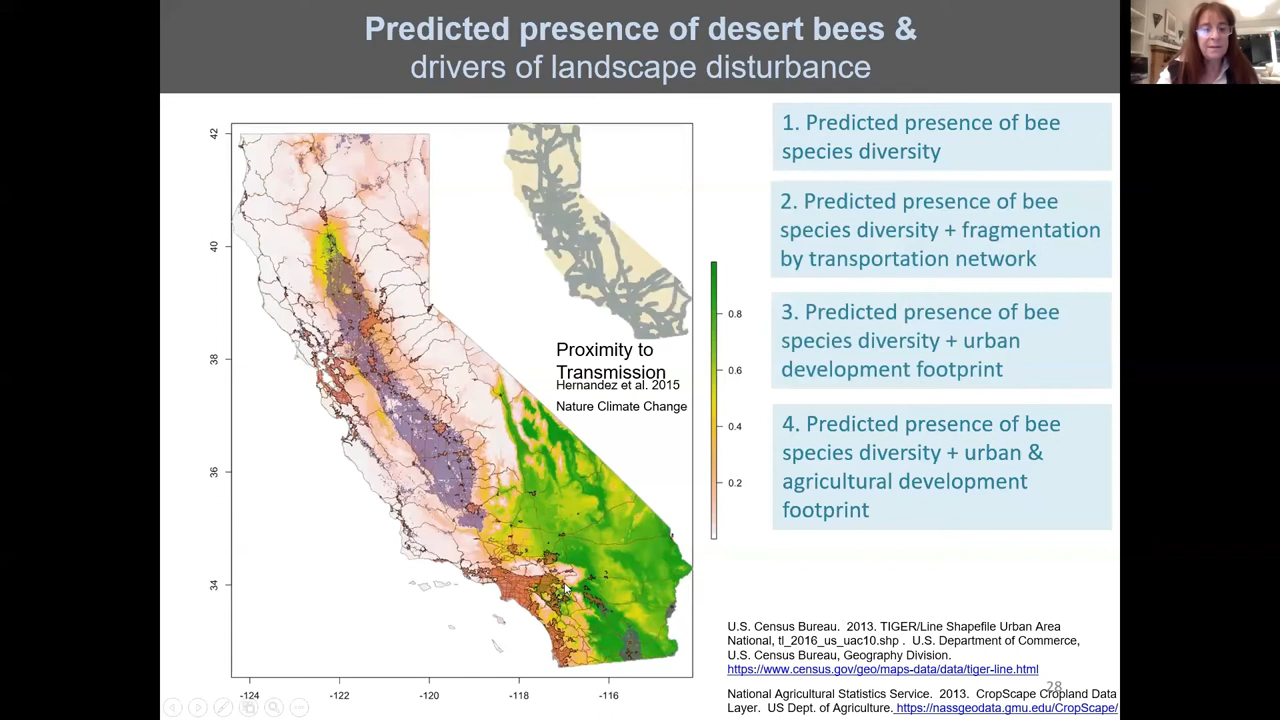 Predicted presence of desert bees &
drivers of landscape disturbance
42
40
38
36
34
-124
-122
-120
-118
-116
0.8
0.6
0.4
0.2
Proximity to
Transmission
Hernandez et al. 2015
Nature Climate Change
1. Predicted presence of bee
species diversity
2. Predicted presence of bee
species diversity + fragmentation
by transportation network
3. Predicted presence of bee
species diversity + urban
development footprint
4. Predicted presence of bee
species diversity + urban &
agricultural development
footprint
U.S. Census Bureau. 2013. TIGER/Line Shapefile Urban Area
National, tl_2016_us_uac10.shp . U.S. Department of Commerce,
U.S. Census Bureau, Geography Division.
https://www.census.gov/geo/maps-data/data/tiger-line.html
28
National Agricultural Statistics Service. 2013. CropScape Cropland Data
Layer. US Dept. of Agriculture. https://nassgeodata.gmu.edu/CropScape/